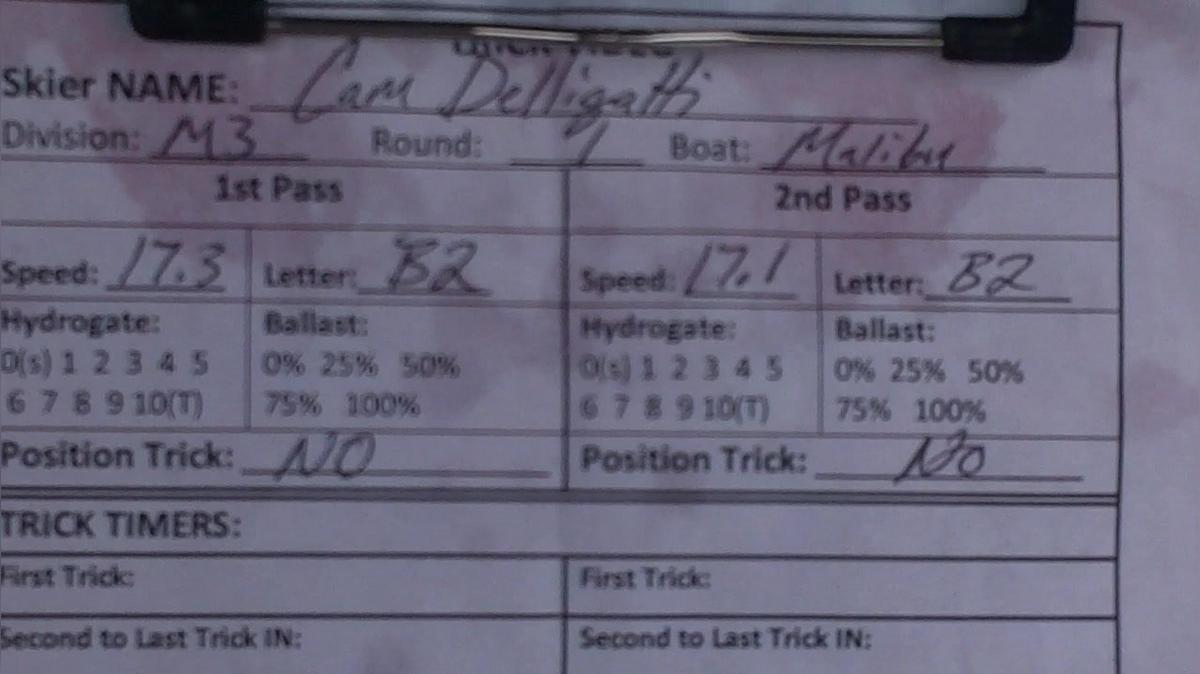 Skier NAME: Cam Delligatti
Division: M3 Round: 1 Boat: Malibu
1st Pass 2nd Pass
Speed: 17.3 Letter: B2 Speed: 17.1 Letter: B2
Hydrogate: Ballast: Hydrogate: Ballast:
0(s) 1 2 3 4 5 0% 25% 50% 0(s) 1 2 3 4 5 0% 25% 50%
6 7 8 9 10(T) 75% 100% 6 7 8 9 10(T) 75% 100%
Position Trick: NO Position Trick: No
TRICK TIMERS:
First Trick: First Trick:
Second to Last Trick IN: Second to Last Trick IN: